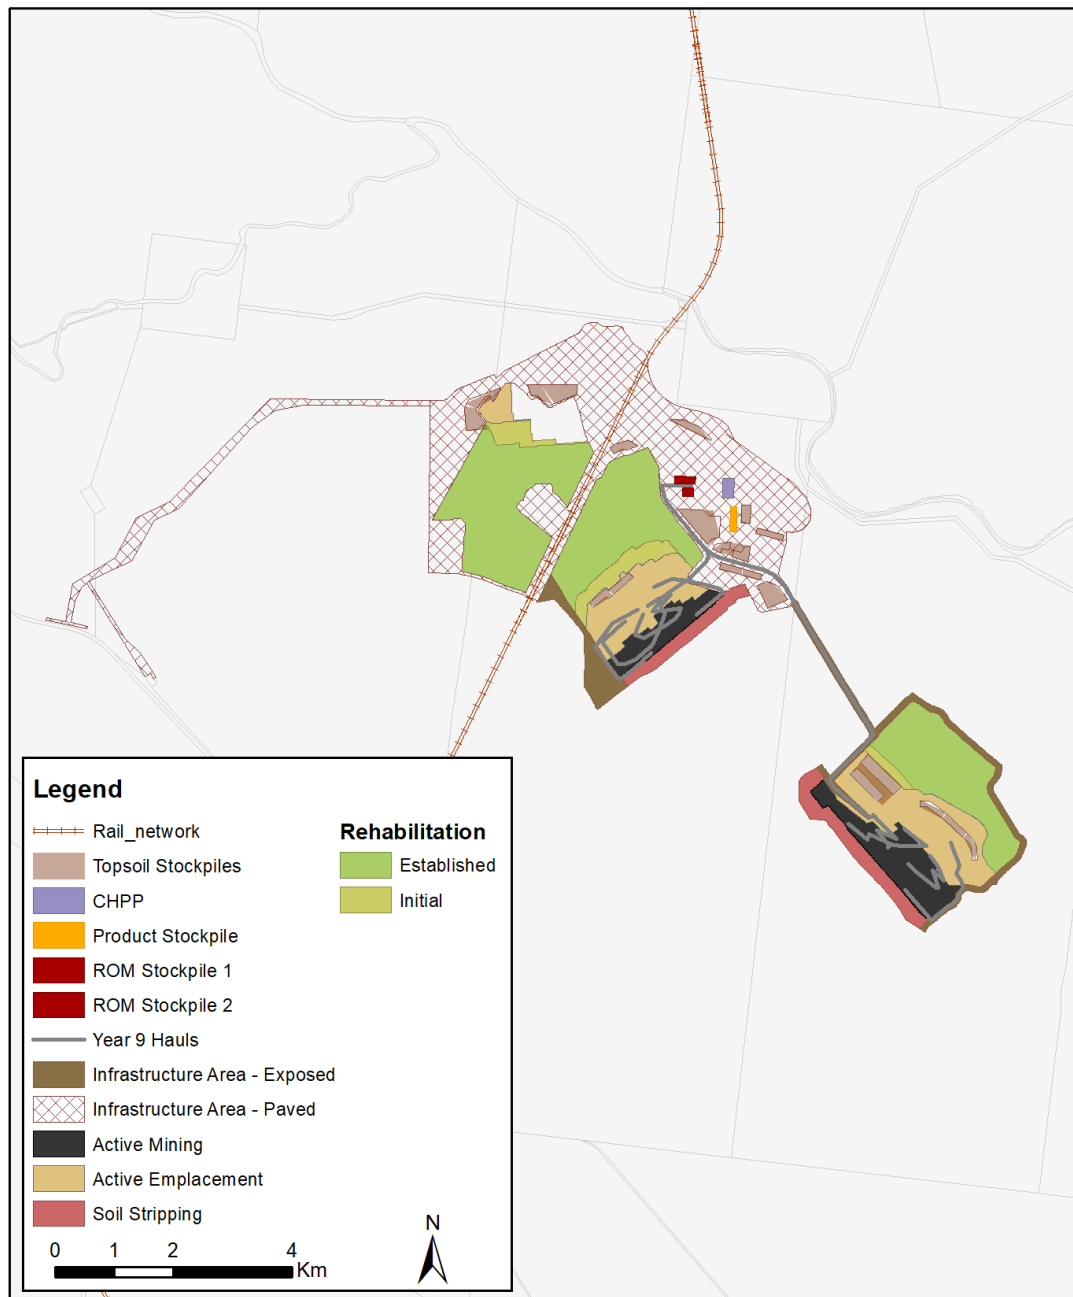 Legend
Rail_network
Topsoil Stockpiles
CHPP
Product Stockpile
ROM Stockpile 1
ROM Stockpile 2
Year 9 Hauls
Infrastructure Area - Exposed
Infrastructure Area - Paved
Active Mining
Active Emplacement
Soil Stripping
Rehabilitation
Established
Initial
0 1 2 4
Km
N